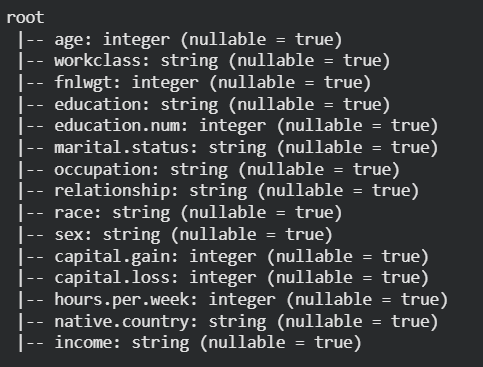 root
 |-- age: integer (nullable = true)
 |-- workclass: string (nullable = true)
 |-- fnlwgt: integer (nullable = true)
 |-- education: string (nullable = true)
 |-- education.num: integer (nullable = true)
 |-- marital.status: string (nullable = true)
 |-- occupation: string (nullable = true)
 |-- relationship: string (nullable = true)
 |-- race: string (nullable = true)
 |-- sex: string (nullable = true)
 |-- capital.gain: integer (nullable = true)
 |-- capital.loss: integer (nullable = true)
 |-- hours.per.week: integer (nullable = true)
 |-- native.country: string (nullable = true)
 |-- income: string (nullable = true)